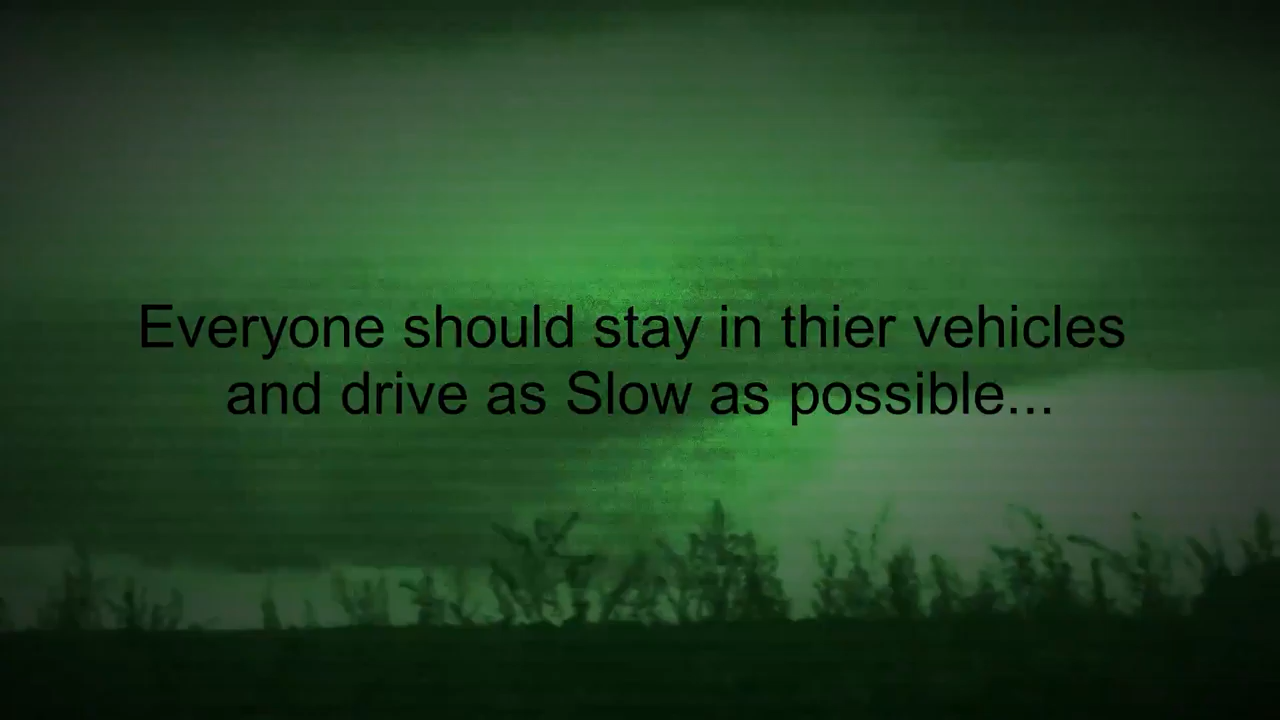 Everyone should stay in thier vehicles
and drive as Slow as possible...